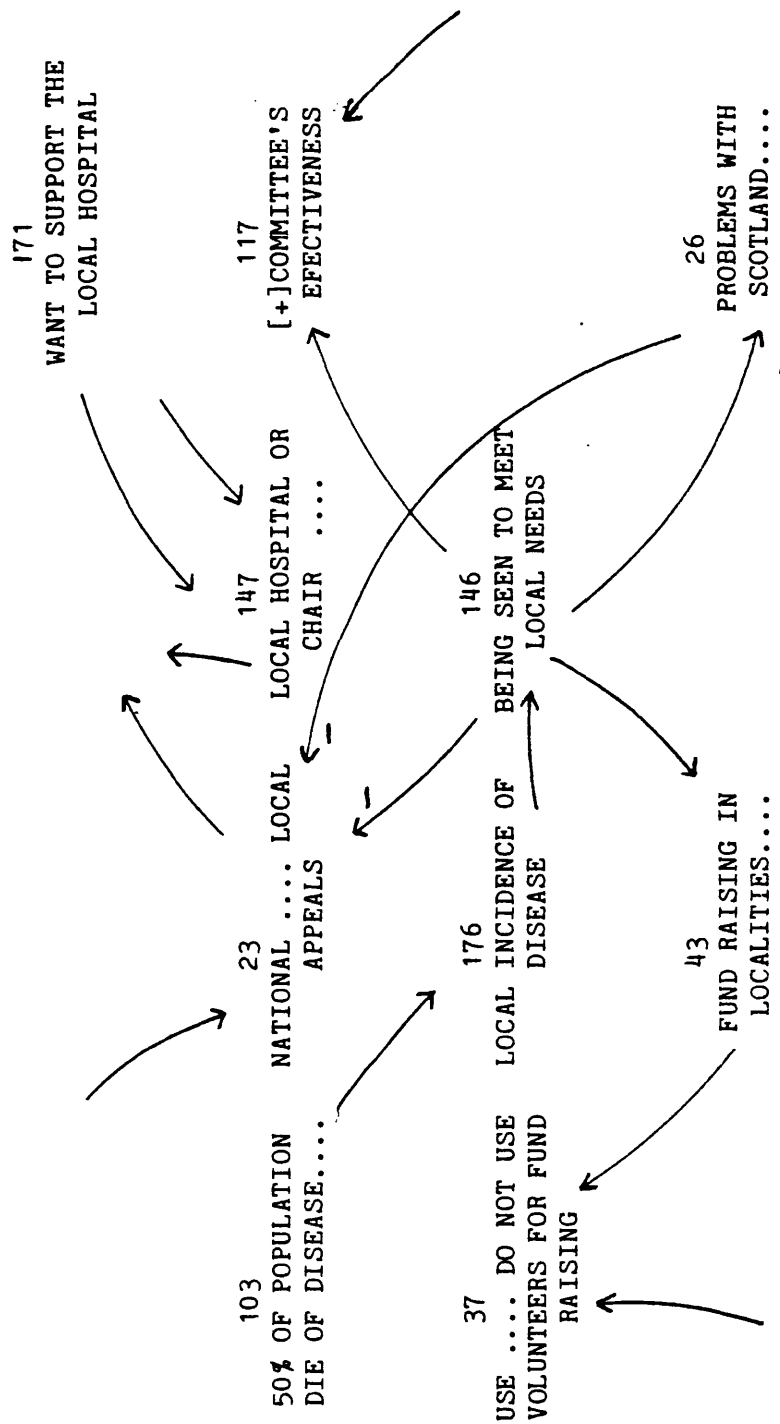 171
WANT TO SUPPORT THE
LOCAL HOSPITAL
103
50% OF POPULATION
DIE OF DISEASE....
23
NATIONAL .... LOCAL
APPEALS
147
LOCAL HOSPITAL OR
CHAIR ....
117
[+]COMMITTEE'S
EFECTIVENESS
37
USE .... DO NOT USE
VOLUNTEERS FOR FUND
RAISING
176
LOCAL INCIDENCE OF
DISEASE
146
BEING SEEN TO MEET
LOCAL NEEDS
43
FUND RAISING IN
LOCALITIES....
26
PROBLEMS WITH
SCOTLAND....
-
-